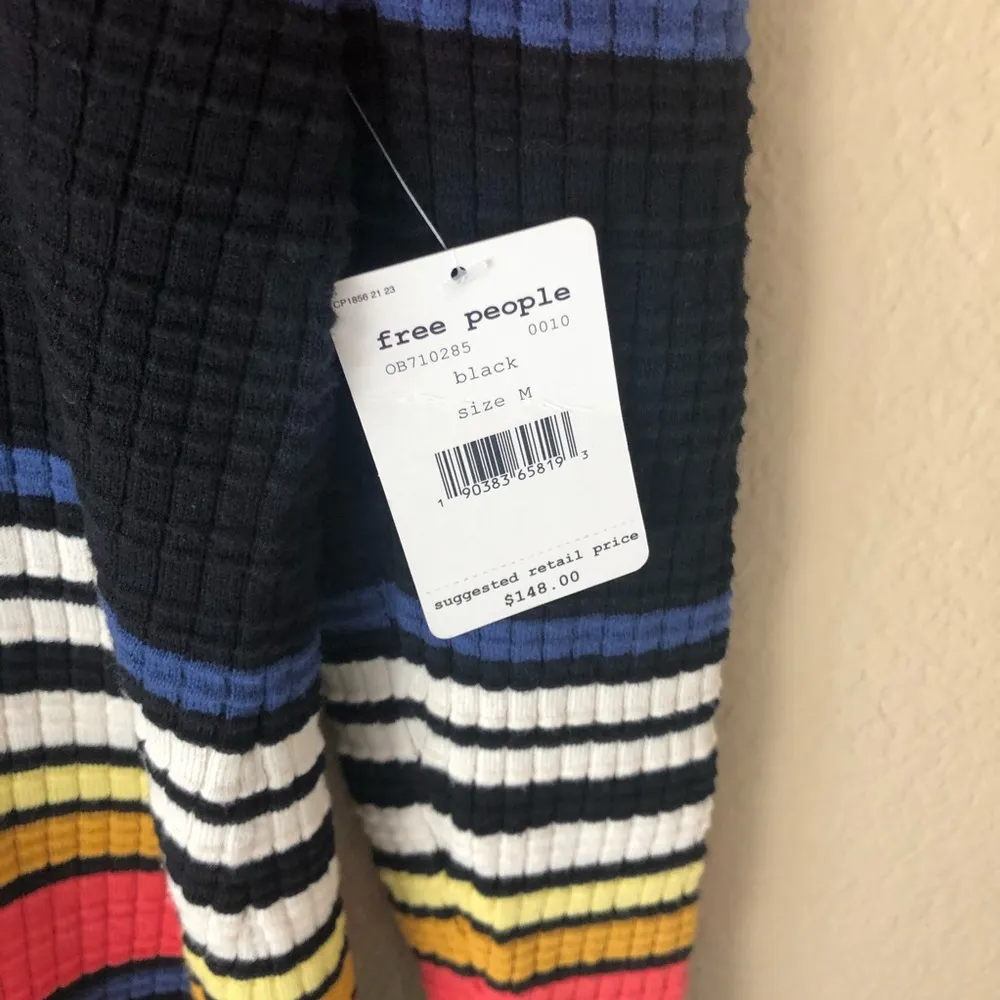 CP1856 21 23
free people
OB710285 0010
black
size M
1 90383 65819 3
suggested retail price
$148.00